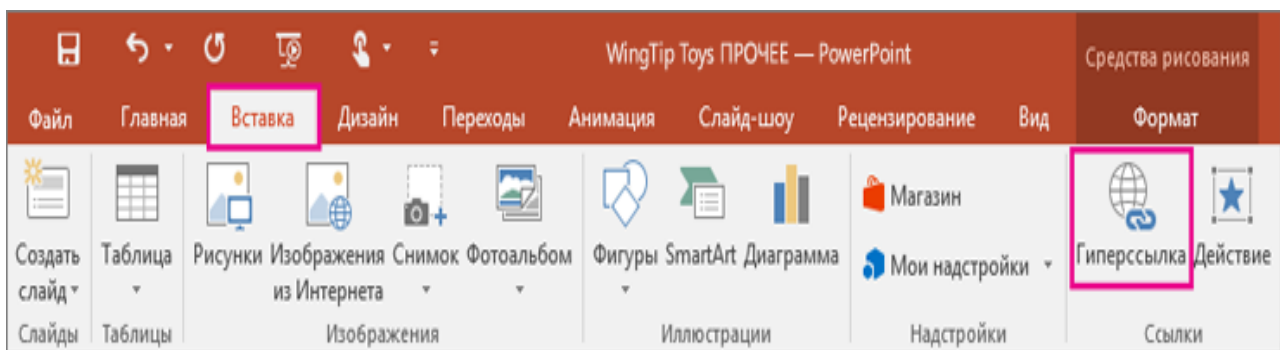 WingTip Toys ПРОЧЕЕ — PowerPoint
Средства рисования
Файл Главная Вставка Дизайн Переходы Анимация Слайд-шоу Рецензирование Вид Формат
Создать слайд
Таблица
Рисунки
Изображения из Интернета
Снимок
Фотоальбом
Фигуры
SmartArt
Диаграмма
Магазин
Мои надстройки
Гиперссылка
Действие
Слайды Таблицы Изображения Иллюстрации Надстройки Ссылки